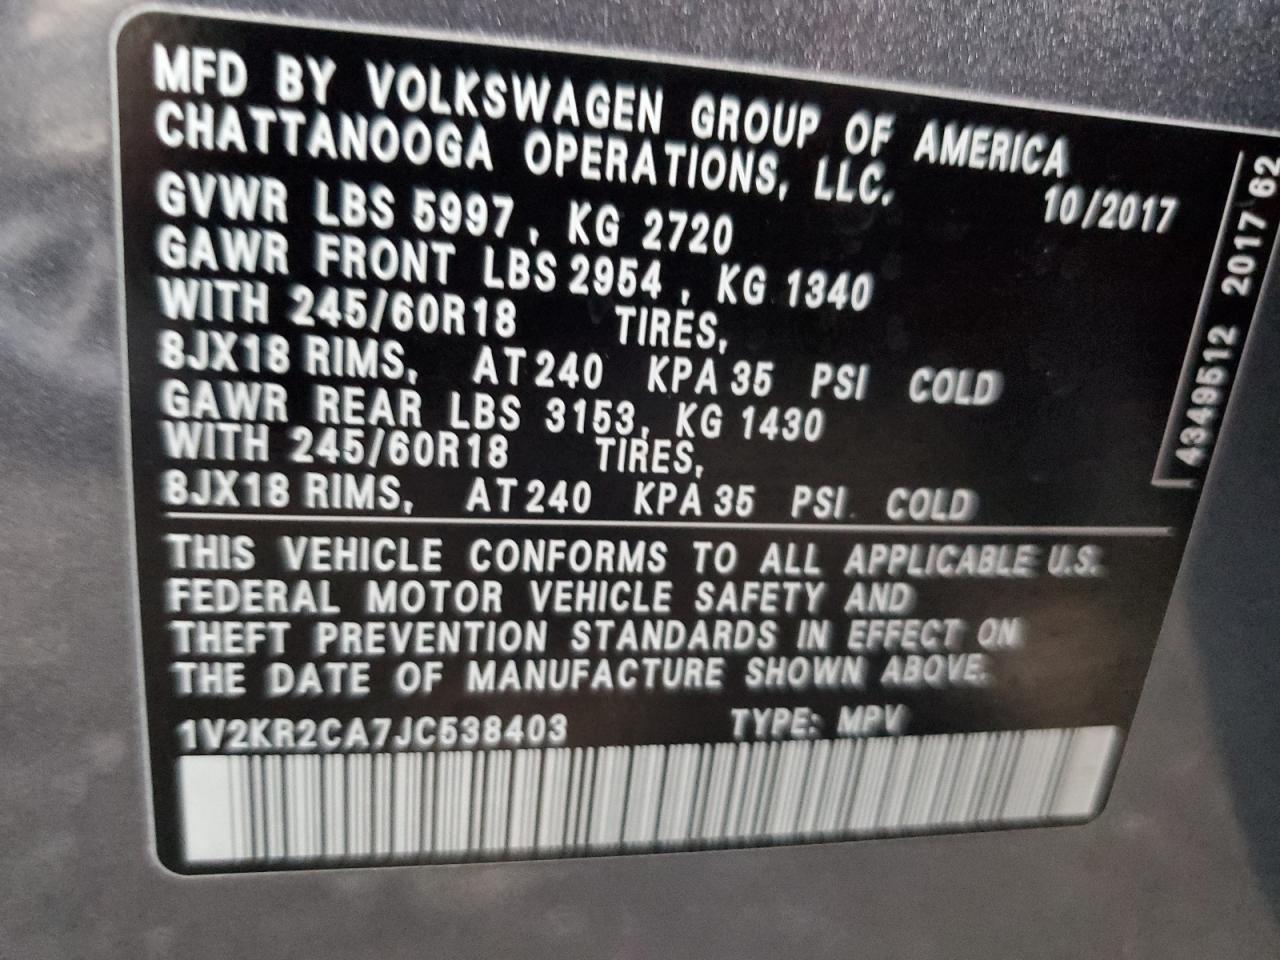 MFD BY VOLKSWAGEN GROUP OF AMERICA
CHATTANOOGA OPERATIONS, LLC.
10/2017
GVWR LBS 5997, KG 2720
GAWR FRONT LBS 2954, KG 1340
WITH 245/60R18 TIRES,
8JX18 RIMS, AT 240 KPA 35 PSI COLD
GAWR REAR LBS 3153, KG 1430
WITH 245/60R18 TIRES,
8JX18 RIMS, AT 240 KPA 35 PSI COLD
THIS VEHICLE CONFORMS TO ALL APPLICABLE U.S.
FEDERAL MOTOR VEHICLE SAFETY AND
THEFT PREVENTION STANDARDS IN EFFECT ON
THE DATE OF MANUFACTURE SHOWN ABOVE.
1V2KR2CA7JC538403 TYPE: MPV
4349512 2017 62